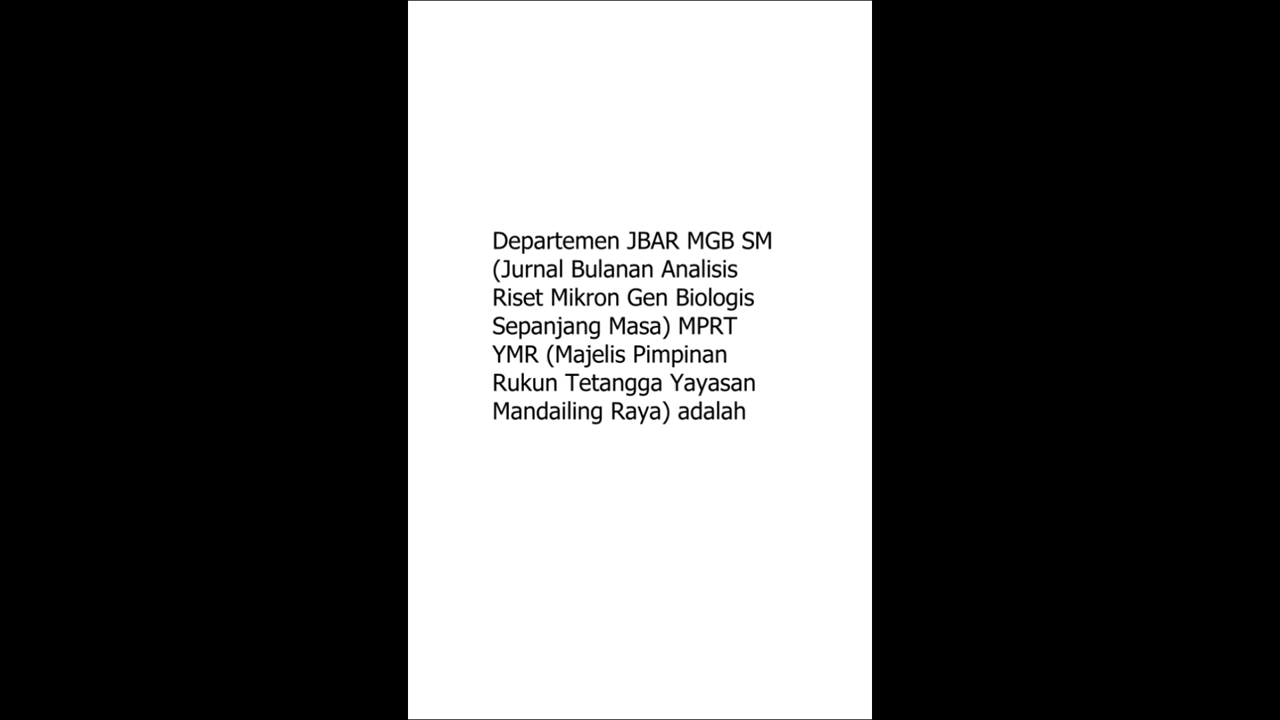 Departemen JBAR MGB SM
(Jurnal Bulanan Analisis
Riset Mikron Gen Biologis
Sepanjang Masa) MPRT
YMR (Majelis Pimpinan
Rukun Tetangga Yayasan
Mandailing Raya) adalah